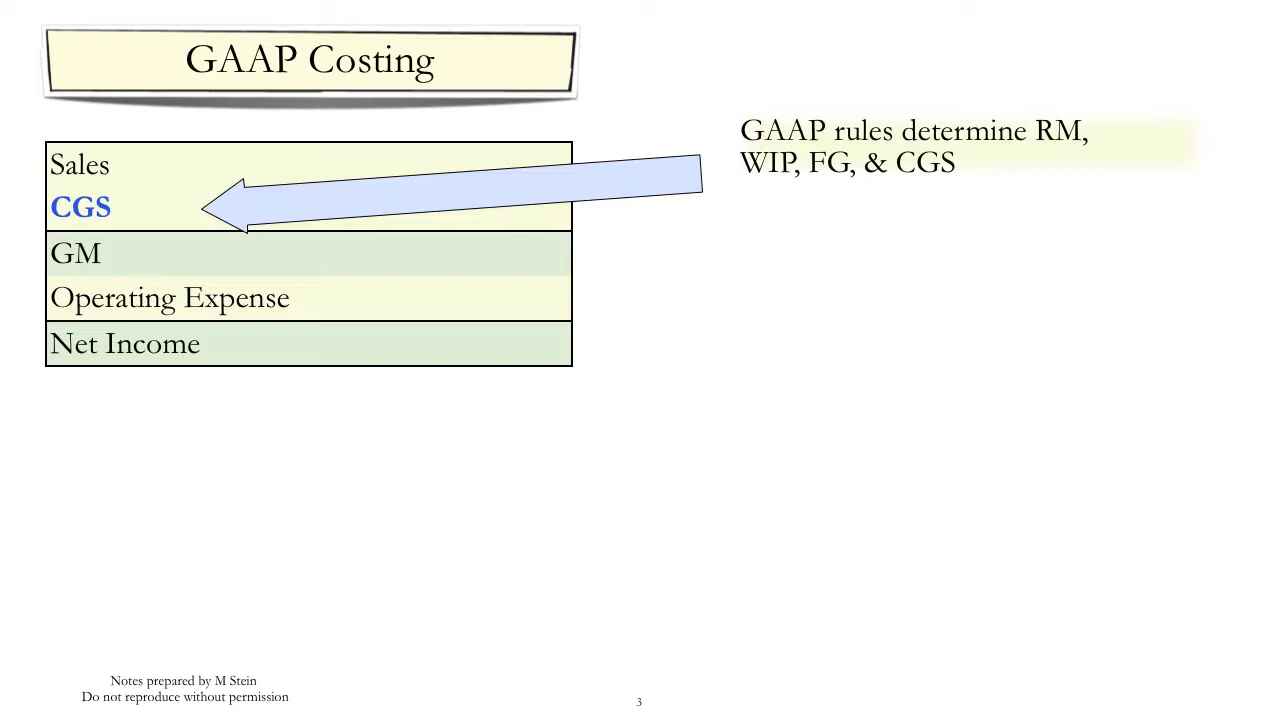 GAAP Costing
GAAP rules determine RM,
WIP, FG, & CGS
Sales
CGS
GM
Operating Expense
Net Income
Notes prepared by M Stein
Do not reproduce without permission
3